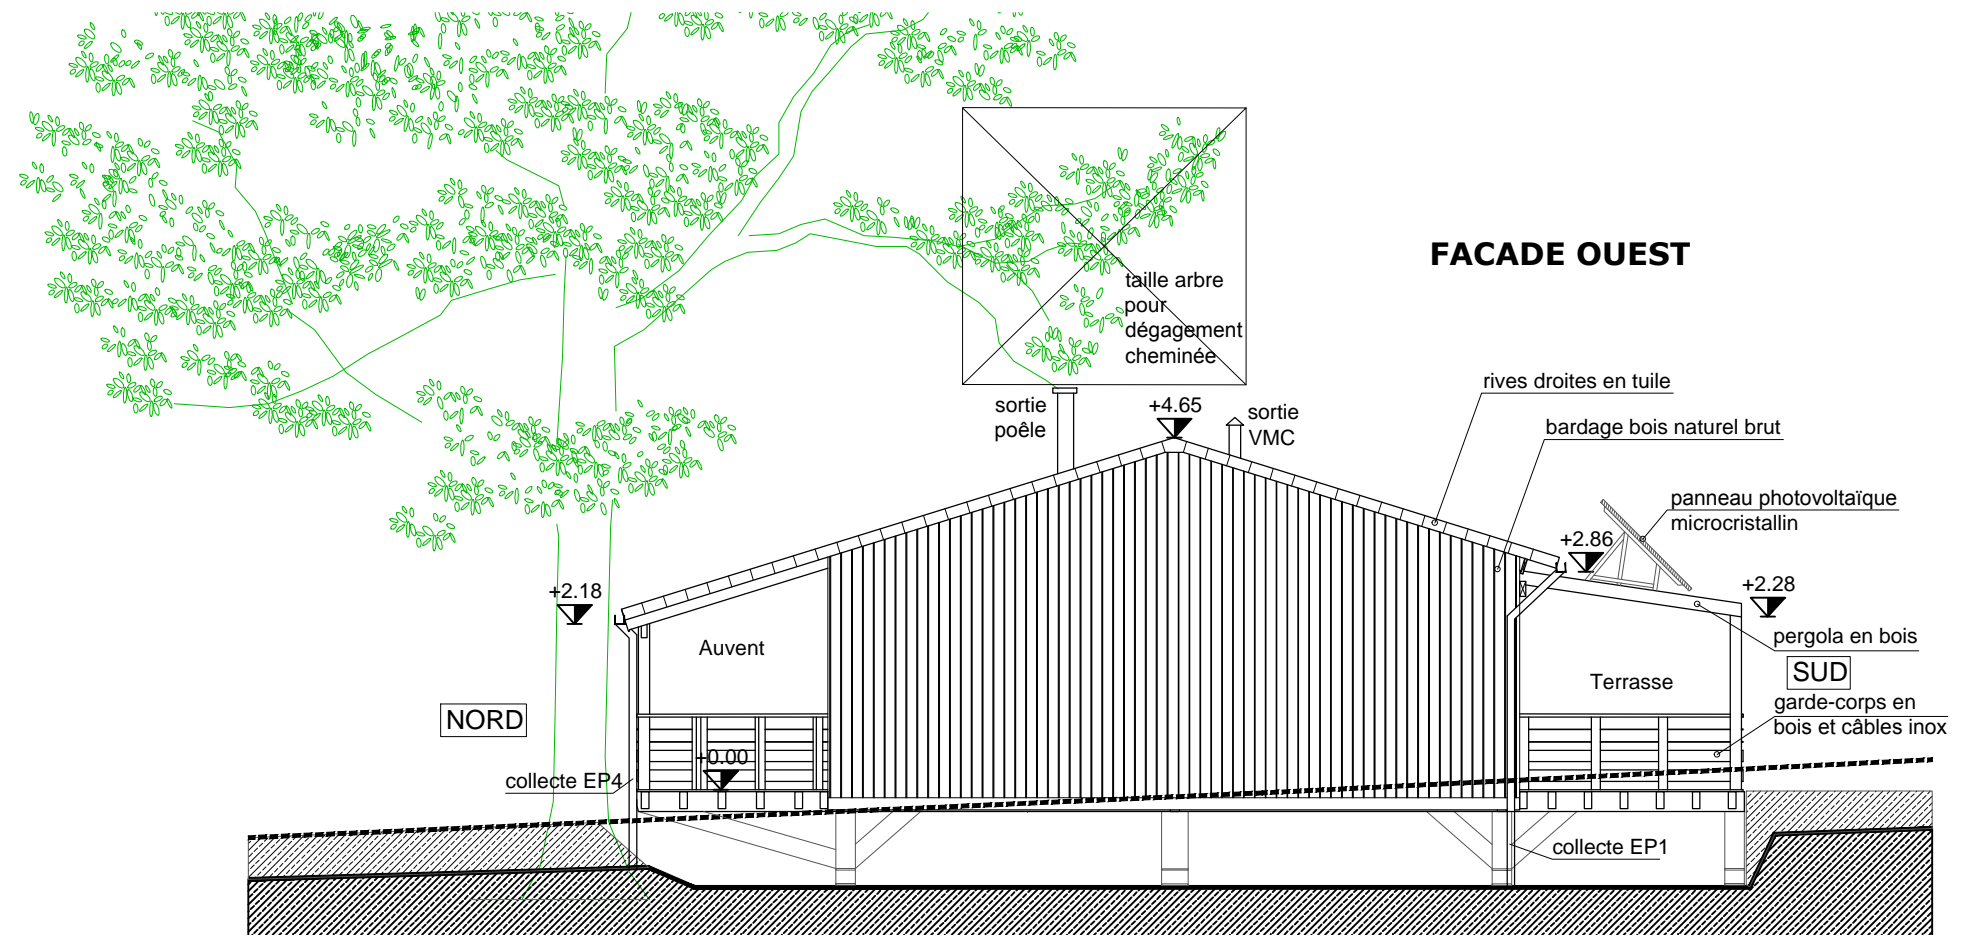 FACADE OUEST
taille arbre
pour
dégagement
cheminée
rives droites en tuile
sortie
poêle
+4.65
sortie
VMC
bardage bois naturel brut
panneau photovoltaïque
microcristallin
+2.86
+2.18
+2.28
Auvent
pergola en bois
SUD
Terrasse
NORD
garde-corps en
bois et câbles inox
+0.00
collecte EP4
collecte EP1